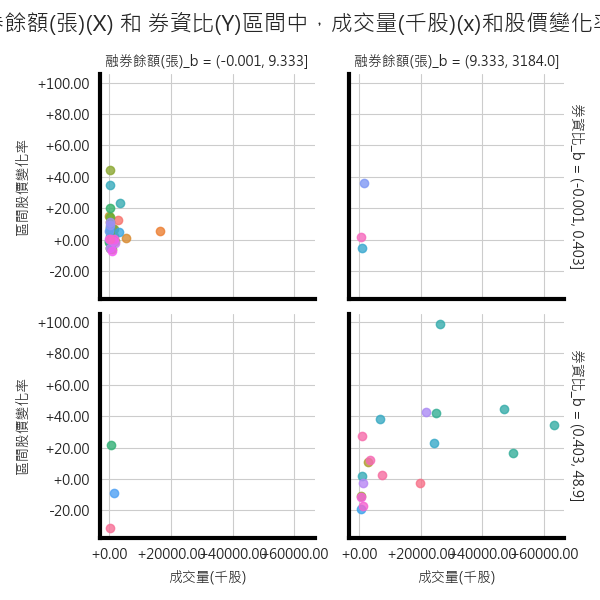 餘額(張)(X) 和 券資比(Y)區間中，成交量(千股)(x)和股價變化
融券餘額(張)_b = (-0.001, 9.333]
融券餘額(張)_b = (9.333, 3184.0]
+100.00
+80.00
+60.00
+40.00
+20.00
+0.00
-20.00
區間股價變化率
券資比_b = (-0.001, 0.403]
+100.00
+80.00
+60.00
+40.00
+20.00
+0.00
-20.00
區間股價變化率
券資比_b = (0.403, 48.9]
+0.00 +20000.00 +40000.00 +60000.00
+0.00 +20000.00 +40000.00 +60000.00
成交量(千股)
成交量(千股)